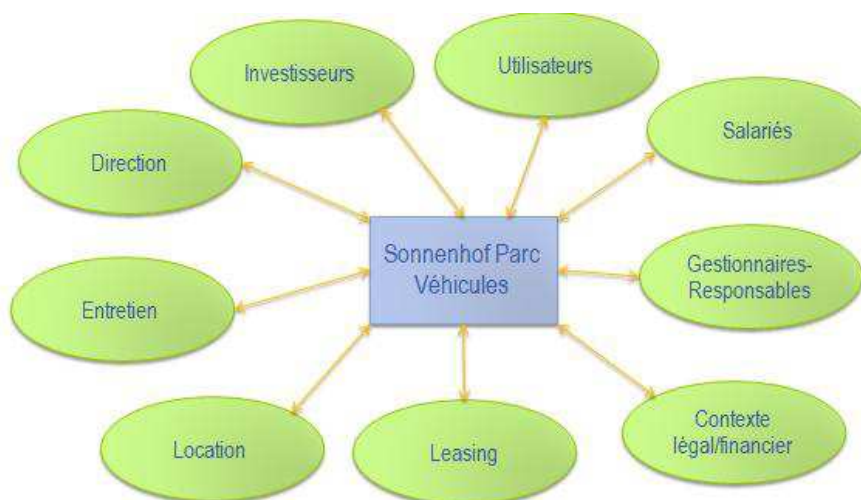 Investisseurs
Utilisateurs
Salariés
Direction
Sonnenhof Parc
Véhicules
Gestionnaires-
Responsables
Entretien
Contexte
légal/financier
Location
Leasing